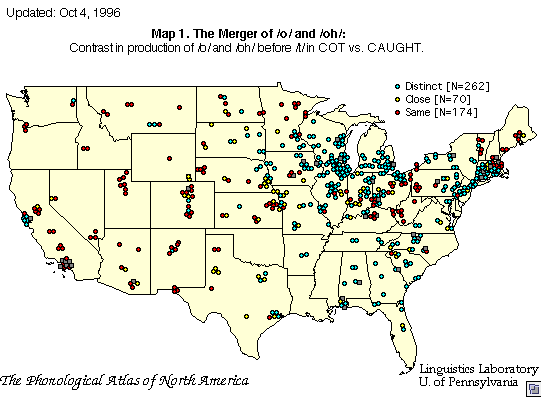 Updated: Oct 4, 1996
Map 1. The Merger of /o/ and /oh/:
Contrast in production of /o/ and /oh/ before /t/ in COT vs. CAUGHT.
Distinct [N=262]
Close [N=70]
Same [N=174]
Linguistics Laboratory
The Phonological Atlas of North America
U. of Pennsylvania